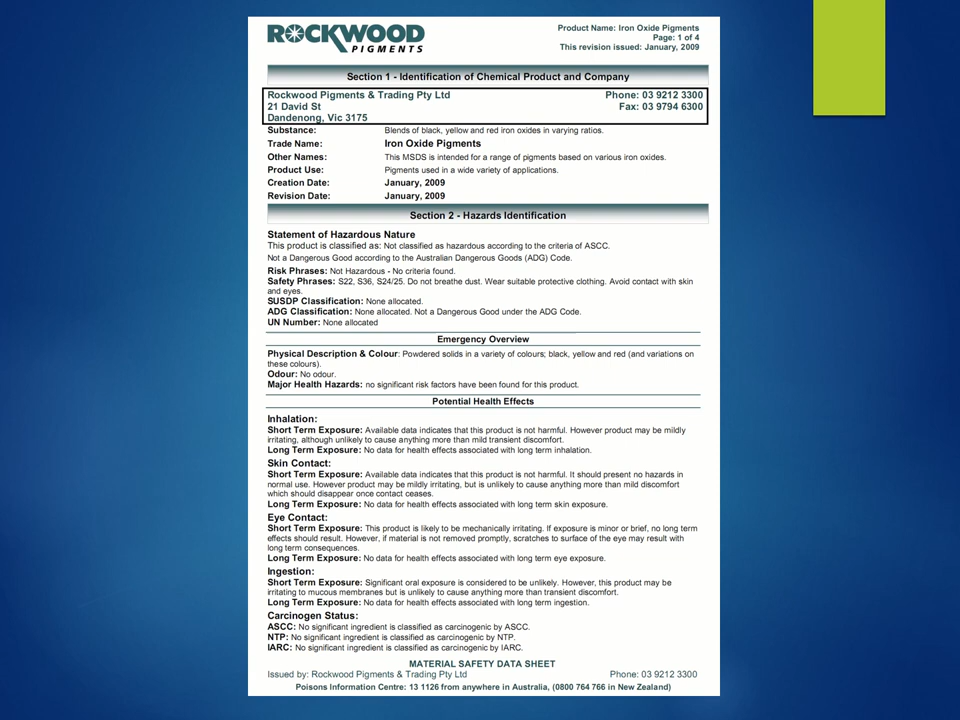 ROCKWOOD
PIGMENTS
Product Name: Iron Oxide Pigments
Page: 1 of 4
This revision issued: January, 2009
Section 1 - Identification of Chemical Product and Company
Rockwood Pigments & Trading Pty Ltd Phone: 03 9212 3300
21 David St Fax: 03 9794 6300
Dandenong, Vic 3175
Substance: Blends of black, yellow and red iron oxides in varying ratios.
Trade Name: Iron Oxide Pigments
Other Names: This MSDS is intended for a range of pigments based on various iron oxides.
Product Use: Pigments used in a wide variety of applications.
Creation Date: January, 2009
Revision Date: January, 2009
Section 2 - Hazards Identification
Statement of Hazardous Nature
This product is classified as: Not classified as hazardous according to the criteria of ASCC.
Not a Dangerous Good according to the Australian Dangerous Goods (ADG) Code.
Risk Phrases: Not Hazardous - No criteria found.
Safety Phrases: S22, S36, S24/25. Do not breathe dust. Wear suitable protective clothing. Avoid contact with skin
and eyes.
SUSDP Classification: None allocated.
ADG Classification: None allocated. Not a Dangerous Good under the ADG Code.
UN Number: None allocated
Emergency Overview
Physical Description & Colour: Powdered solids in a variety of colours; black, yellow and red (and variations on
these colours).
Odour: No odour.
Major Health Hazards: no significant risk factors have been found for this product.
Potential Health Effects
Inhalation:
Short Term Exposure: Available data indicates that this product is not harmful. However product may be mildly
irritating, although unlikely to cause anything more than mild transient discomfort.
Long Term Exposure: No data for health effects associated with long term inhalation.
Skin Contact:
Short Term Exposure: Available data indicates that this product is not harmful. It should present no hazards in
normal use. However product may be mildly irritating, but is unlikely to cause anything more than mild discomfort
which should disappear once contact ceases.
Long Term Exposure: No data for health effects associated with long term skin exposure.
Eye Contact:
Short Term Exposure: This product is likely to be mechanically irritating. If exposure is minor or brief, no long term
effects should result. However, if material is not removed promptly, scratches to surface of the eye may result with
long term consequences.
Long Term Exposure: No data for health effects associated with long term eye exposure.
Ingestion:
Short Term Exposure: Significant oral exposure is considered to be unlikely. However, this product may be
irritating to mucous membranes but is unlikely to cause anything more than transient discomfort.
Long Term Exposure: No data for health effects associated with long term ingestion.
Carcinogen Status:
ASCC: No significant ingredient is classified as carcinogenic by ASCC.
NTP: No significant ingredient is classified as carcinogenic by NTP.
IARC: No significant ingredient is classified as carcinogenic by IARC.
MATERIAL SAFETY DATA SHEET
Issued by: Rockwood Pigments & Trading Pty Ltd Phone: 03 9212 3300
Poisons Information Centre: 13 1126 from anywhere in Australia, (0800 764 766 in New Zealand)